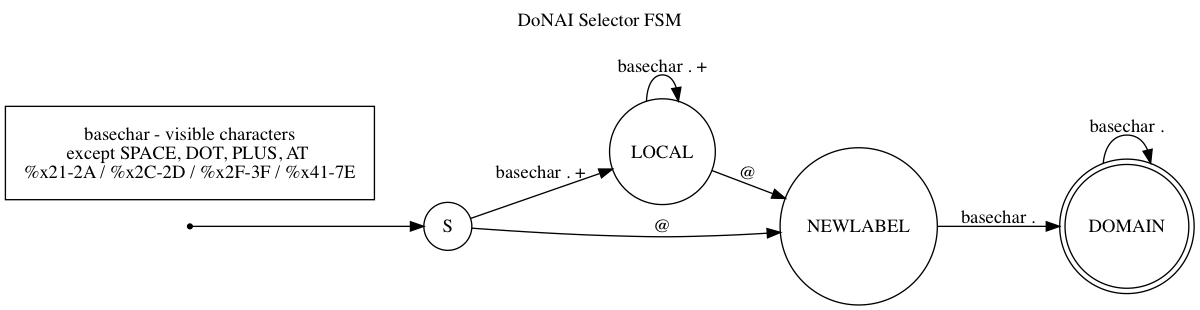 DoNAI Selector FSM
basechar . +
basechar - visible characters
except SPACE, DOT, PLUS, AT
%x21-2A / %x2C-2D / %x2F-3F / %x41-7E
LOCAL
basechar . +
@
S
@
NEWLABEL
basechar .
basechar .
DOMAIN